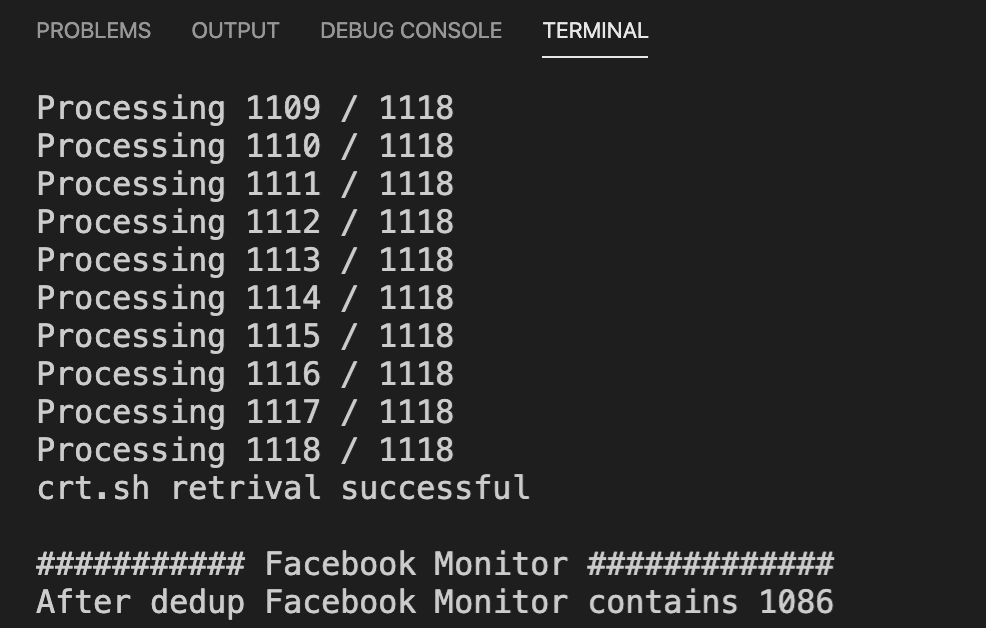 PROBLEMS OUTPUT DEBUG CONSOLE TERMINAL
Processing 1109 / 1118
Processing 1110 / 1118
Processing 1111 / 1118
Processing 1112 / 1118
Processing 1113 / 1118
Processing 1114 / 1118
Processing 1115 / 1118
Processing 1116 / 1118
Processing 1117 / 1118
Processing 1118 / 1118
crt.sh retrival successful
########### Facebook Monitor #############
After dedup Facebook Monitor contains 1086